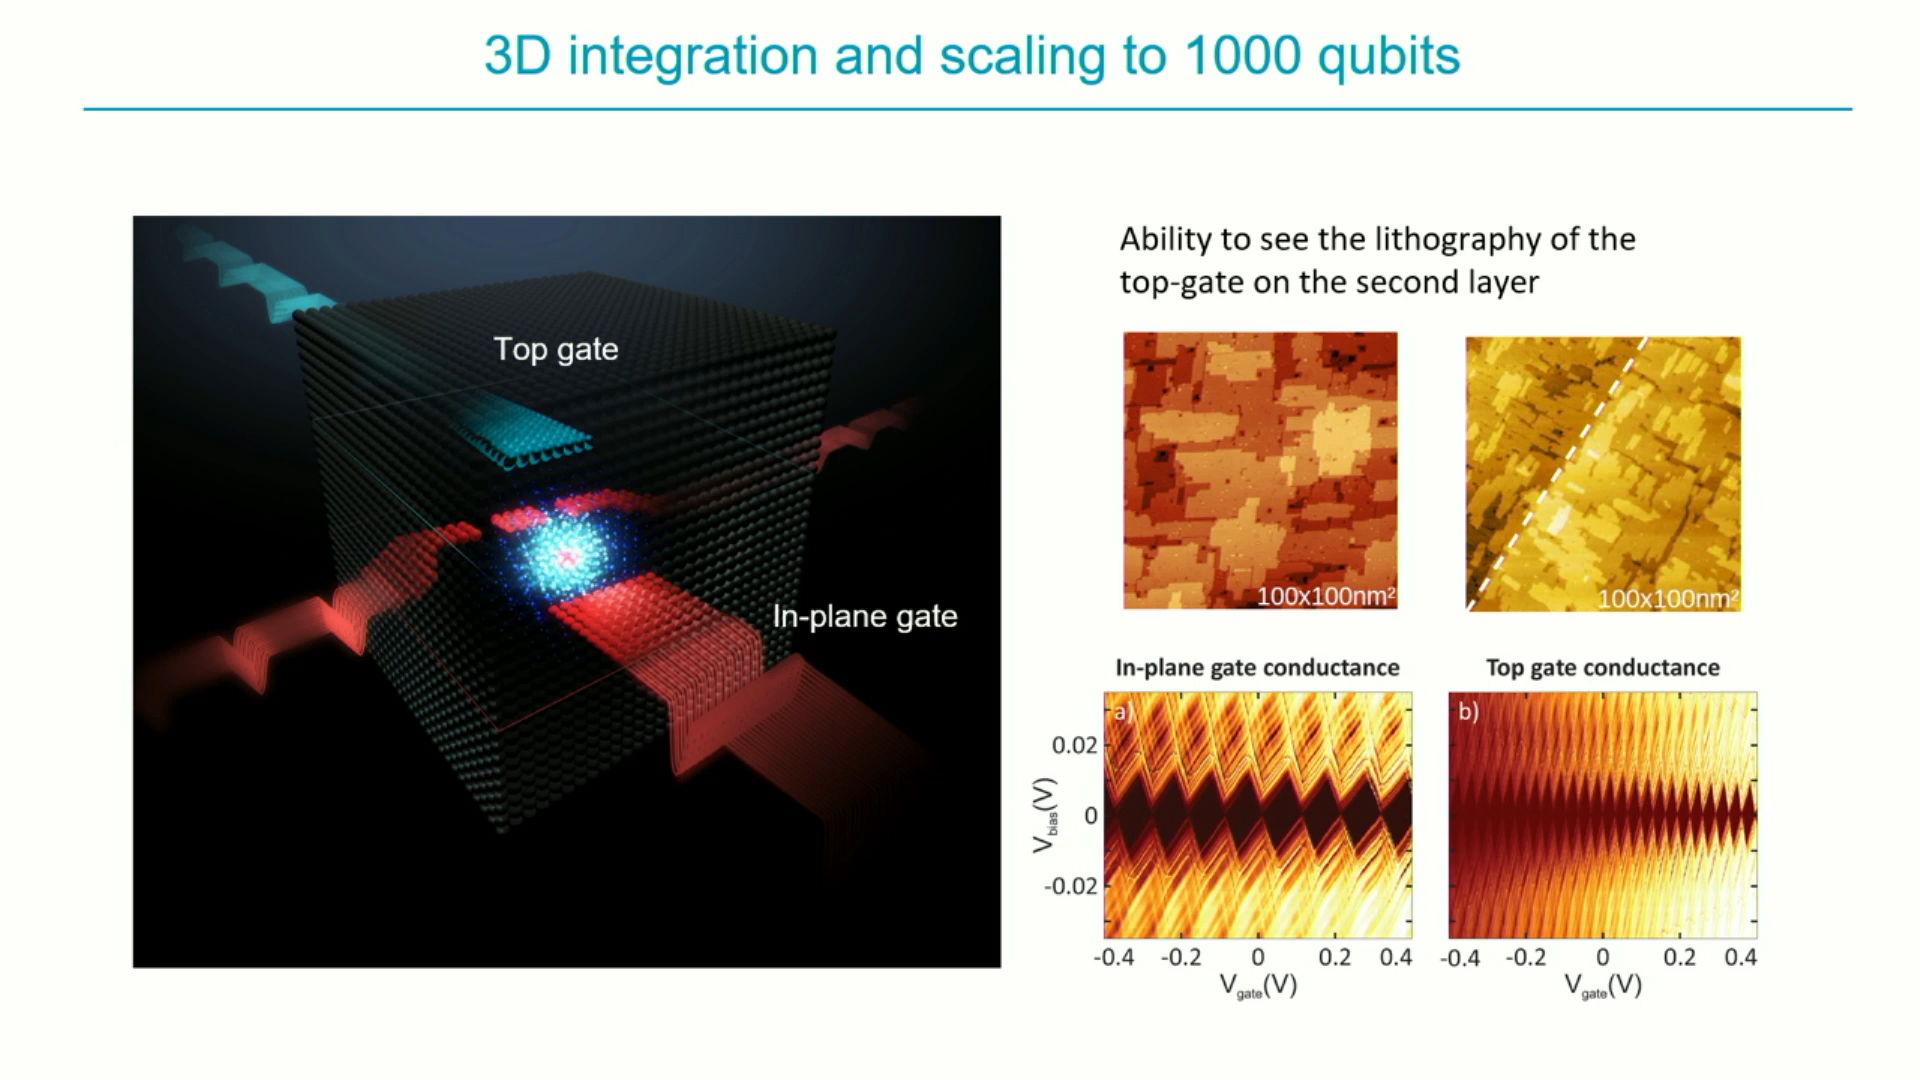 3D integration and scaling to 1000 qubits
Top gate
In-plane gate
Ability to see the lithography of the
top-gate on the second layer
100x100nm²
100x100nm²
In-plane gate conductance
Top gate conductance
a)
b)
0.02
0
-0.02
Vbias(V)
-0.4 -0.2 0 0.2 0.4
-0.4 -0.2 0 0.2 0.4
Vgate(V)
Vgate(V)